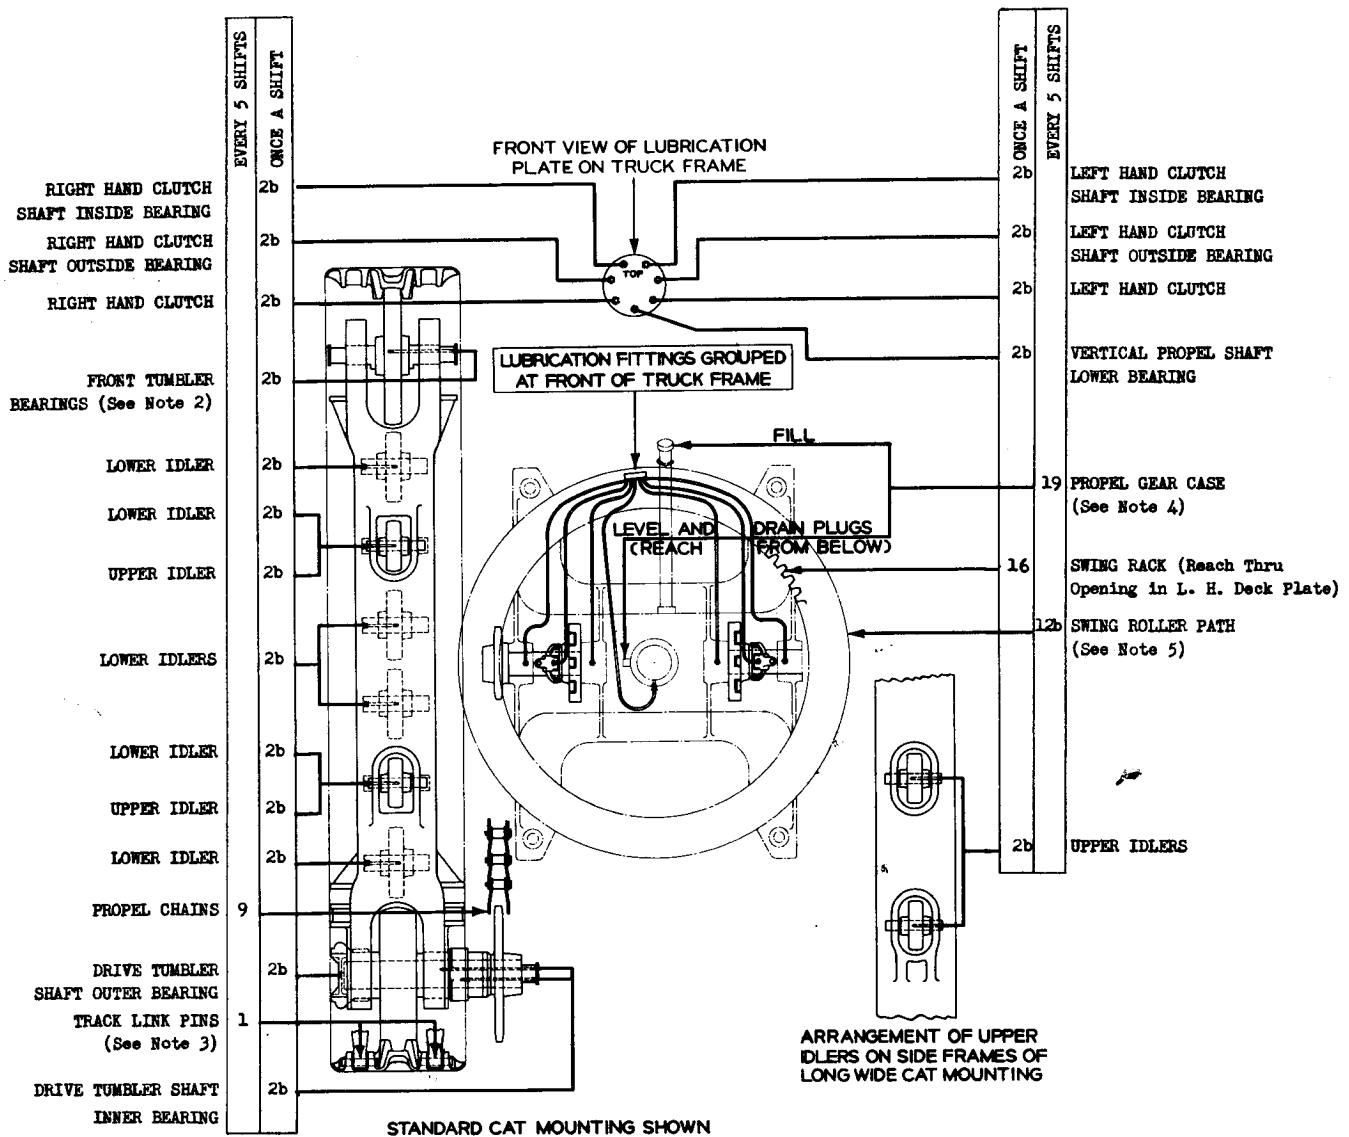 EVERY 5 SHIFTS
ONCE A SHIFT
ONCE A SHIFT
EVERY 5 SHIFTS
FRONT VIEW OF LUBRICATION
PLATE ON TRUCK FRAME
RIGHT HAND CLUTCH 2b
SHAFT INSIDE BEARING
RIGHT HAND CLUTCH 2b
SHAFT OUTSIDE BEARING
RIGHT HAND CLUTCH 2b
FRONT TUMBLER 2b
BEARINGS (See Note 2)
LOWER IDLER 2b
LOWER IDLER 2b
UPPER IDLER 2b
LOWER IDLERS 2b
LOWER IDLER 2b
UPPER IDLER 2b
LOWER IDLER 2b
PROPEL CHAINS 9
DRIVE TUMBLER 2b
SHAFT OUTER BEARING
TRACK LINK PINS 1
(See Note 3)
DRIVE TUMBLER SHAFT 2b
INNER BEARING
TOP
LUBRICATION FITTINGS GROUPED
AT FRONT OF TRUCK FRAME
FILL
LEVEL AND DRAIN PLUGS
(REACH FROM BELOW)
2b LEFT HAND CLUTCH
SHAFT INSIDE BEARING
2b LEFT HAND CLUTCH
SHAFT OUTSIDE BEARING
2b LEFT HAND CLUTCH
2b VERTICAL PROPEL SHAFT
LOWER BEARING
19 PROPEL GEAR CASE
(See Note 4)
16 SWING RACK (Reach Thru
Opening in L. H. Deck Plate)
12b SWING ROLLER PATH
(See Note 5)
2b UPPER IDLERS
ARRANGEMENT OF UPPER
IDLERS ON SIDE FRAMES OF
LONG WIDE CAT MOUNTING
STANDARD CAT MOUNTING SHOWN